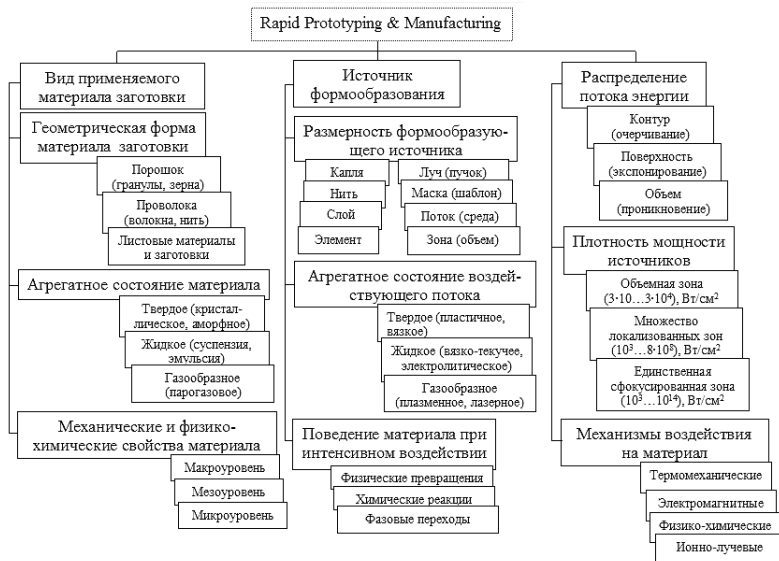 Rapid Prototyping & Manufacturing
Вид применяемого
материала заготовки
Геометрическая форма
материала заготовки
Порошок
(гранулы, зерна)
Проволока
(волокна, нить)
Листовые материалы
и заготовки
Агрегатное состояние материала
Твердое (кристал-
лическое, аморфное)
Жидкое (суспензия,
эмульсия)
Газообразное
(парогазовое)
Механические и физико-
химические свойства материала
Макроуровень
Мезоуровень
Микроуровень
Источник
формообразования
Размерность формообразую-
щего источника
Капля
Нить
Слой
Элемент
Луч (пучок)
Маска (шаблон)
Поток (среда)
Зона (объем)
Агрегатное состояние воздей-
ствующего потока
Твердое (пластичное,
вязкое)
Жидкое (вязко-текучее,
электролитическое)
Газообразное
(плазменное, лазерное)
Поведение материала при
интенсивном воздействии
Физические превращения
Химические реакции
Фазовые переходы
Распределение
потока энергии
Контур
(очерчивание)
Поверхность
(экспонирование)
Объем
(проникновение)
Плотность мощности
источников
Объемная зона
(3·10…3·10⁴), Вт/см²
Множество
локализованных зон
(10³…8·10⁸), Вт/см²
Единственная
сфокусированная зона
(10³…10¹⁴), Вт/см²
Механизмы воздействия
на материал
Термомеханические
Электромагнитные
Физико-химические
Ионно-лучевые